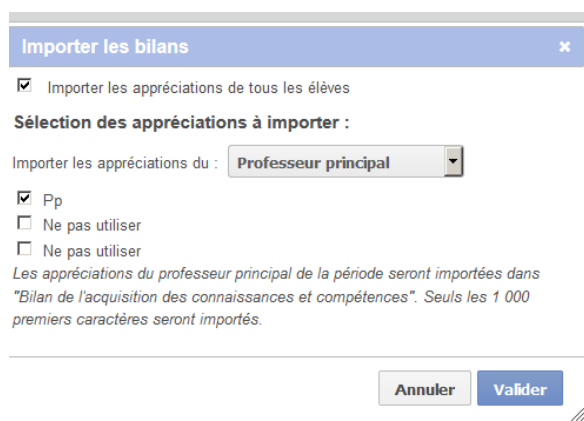 Importer les bilans
Importer les appréciations de tous les élèves
Sélection des appréciations à importer :
Importer les appréciations du : Professeur principal
Pp
Ne pas utiliser
Ne pas utiliser
Les appréciations du professeur principal de la période seront importées dans
"Bilan de l'acquisition des connaissances et compétences". Seuls les 1 000
premiers caractères seront importés.
Annuler Valider